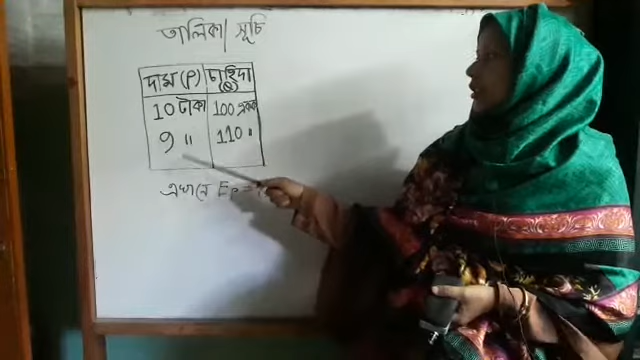 তালিকা/সূচি
দাম (P) চাহিদা (Q)
10 টাকা 100 একক
9 " 110 "
এখানে Ep =